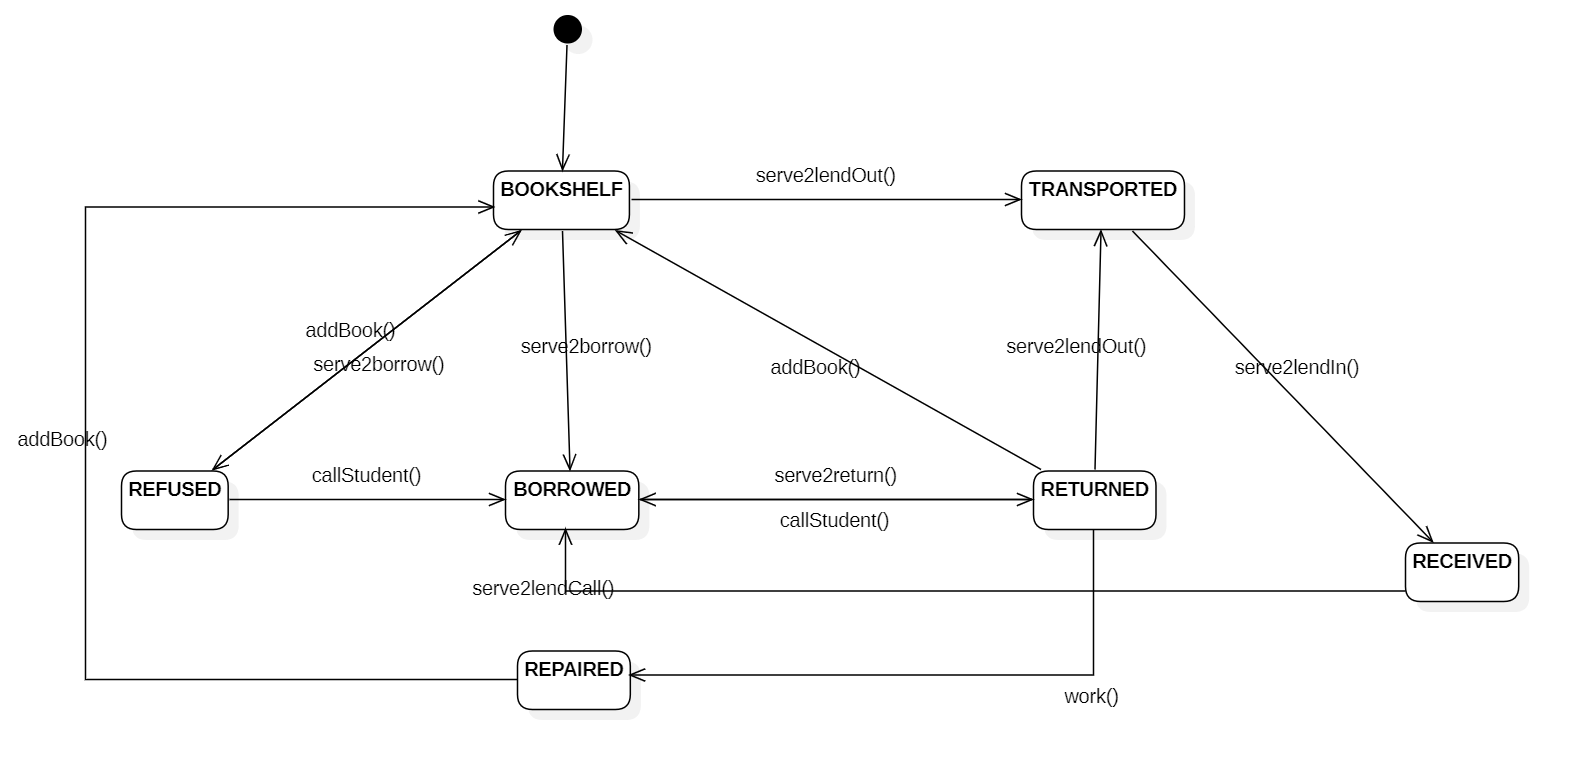 serve2lendOut()
BOOKSHELF
TRANSPORTED
addBook()
serve2borrow()
serve2borrow()
addBook()
serve2lendOut()
serve2lendIn()
addBook()
REFUSED
callStudent()
BORROWED
serve2return()
callStudent()
RETURNED
RECEIVED
serve2lendCall()
REPAIRED
work()